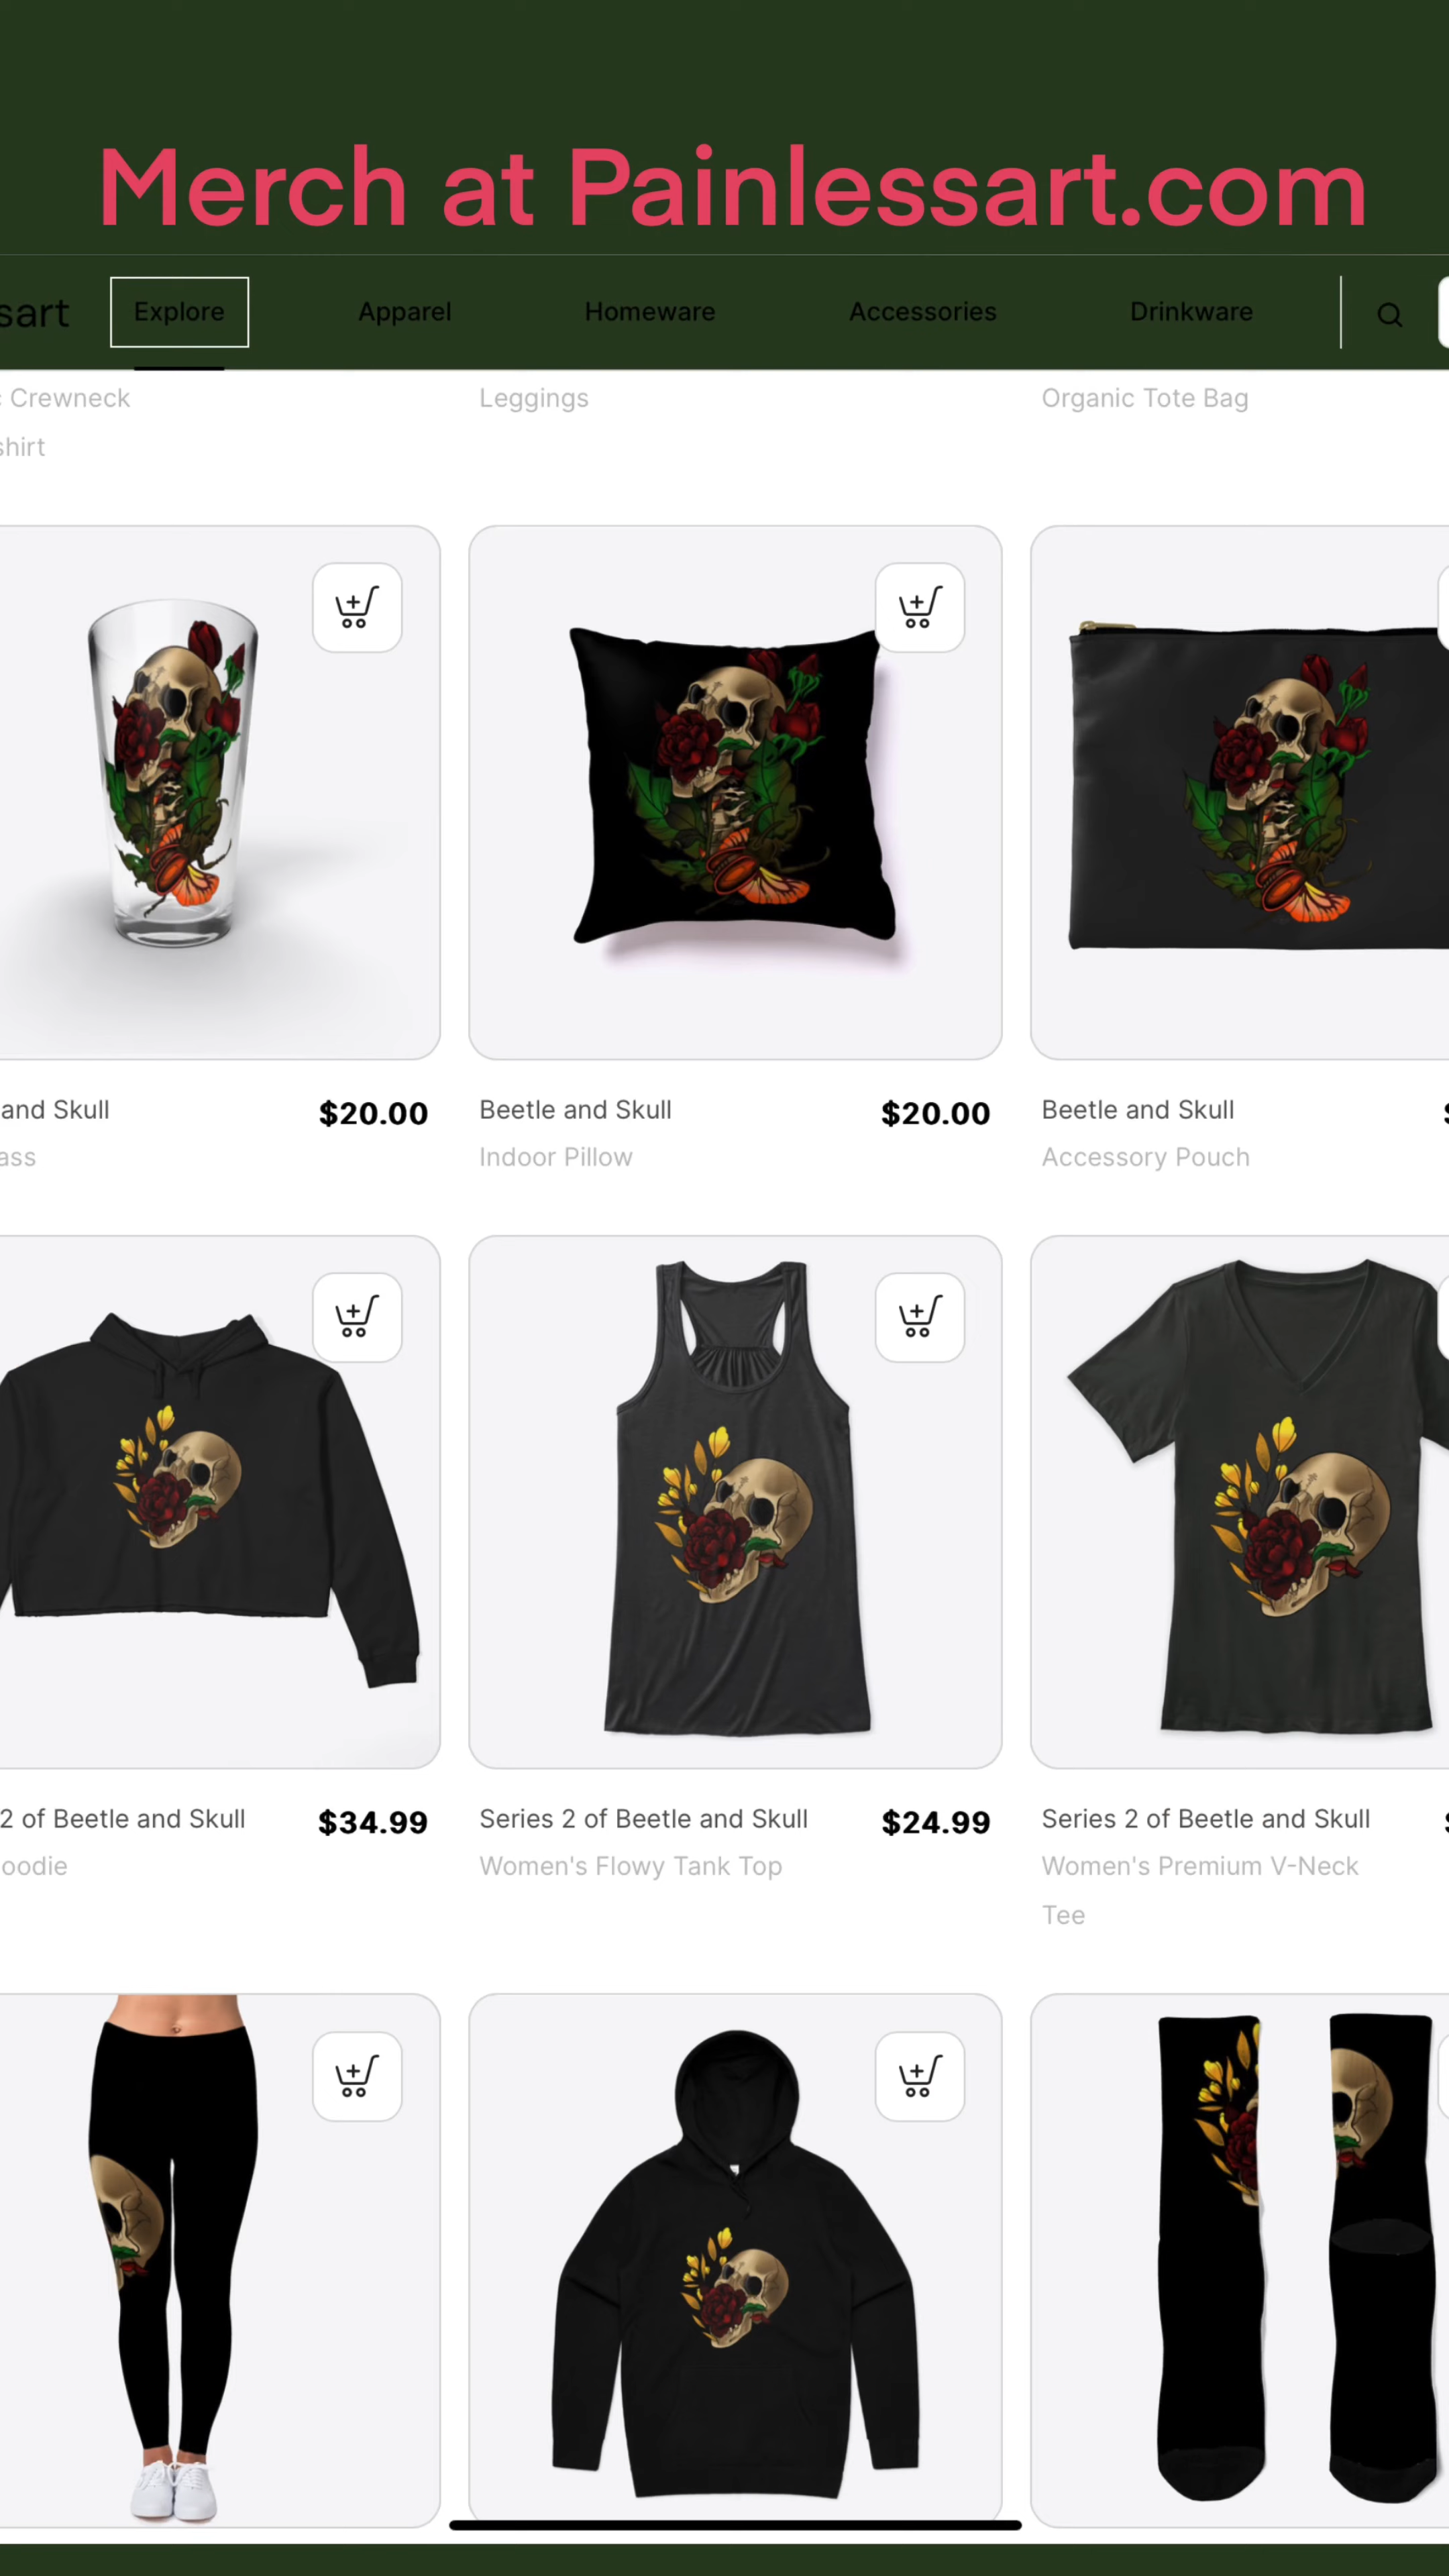 Merch at Painlessart.com
sart Explore Apparel Homeware Accessories Drinkware
Crewneck Leggings Organic Tote Bag
shirt
and Skull $20.00 Beetle and Skull $20.00 Beetle and Skull
ass Indoor Pillow Accessory Pouch
2 of Beetle and Skull $34.99 Series 2 of Beetle and Skull $24.99 Series 2 of Beetle and Skull
oodie Women's Flowy Tank Top Women's Premium V-Neck
Tee